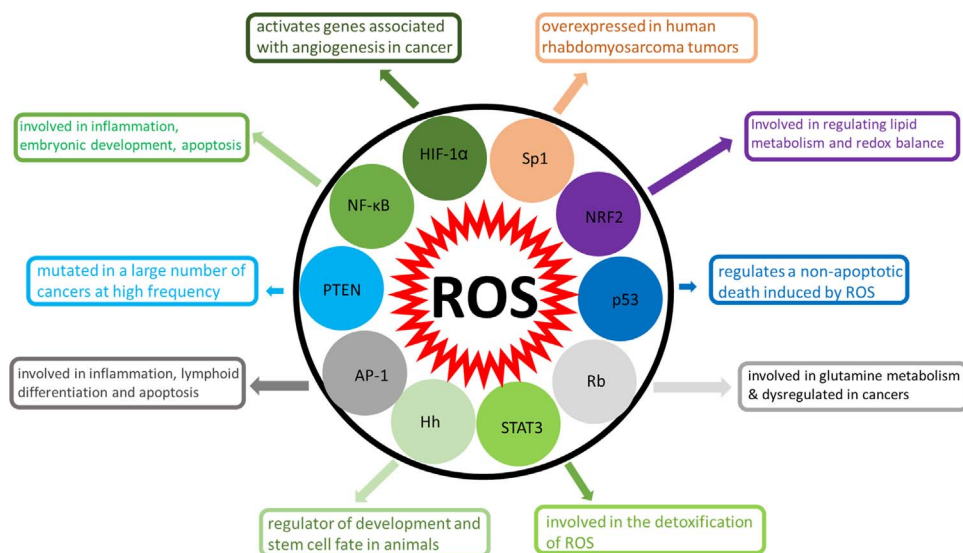 activates genes associated
with angiogenesis in cancer
overexpressed in human
rhabdomyosarcoma tumors
involved in inflammation,
embryonic development, apoptosis
Involved in regulating lipid
metabolism and redox balance
HIF-1α
Sp1
NF-κB
NRF2
mutated in a large number of
cancers at high frequency
PTEN
ROS
p53
regulates a non-apoptotic
death induced by ROS
involved in inflammation, lymphoid
differentiation and apoptosis
AP-1
Rb
involved in glutamine metabolism
& dysregulated in cancers
Hh
STAT3
regulator of development and
stem cell fate in animals
involved in the detoxification
of ROS